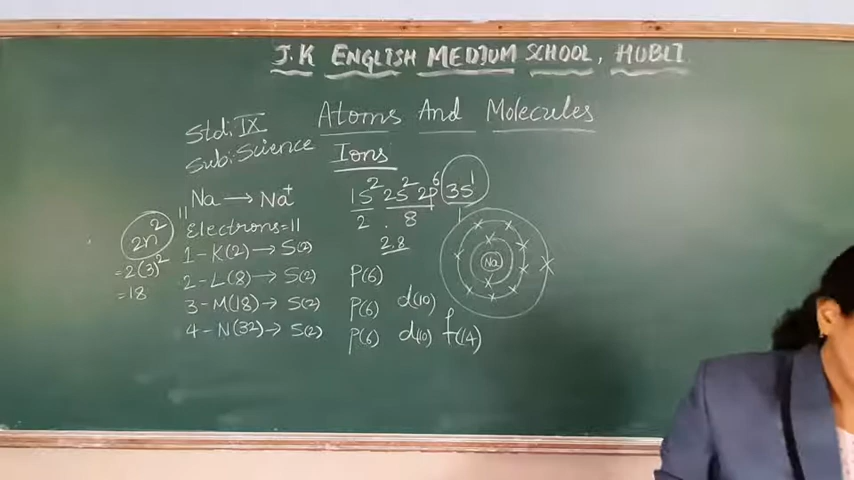 J.K ENGLISH MEDIUM SCHOOL, HUBLI
Std: IX
Atoms And Molecules
Sub: Science
Ions
Na → Na⁺
1s² 2s² 2p⁶ 3s¹
11
Electrons = 11
2 . 8 1
2.8
2n²
= 2(3)²
= 18
1 - K(2) → S(2)
2 - L(8) → S(2) P(6)
3 - M(18) → S(2) P(6) d(10)
4 - N(32) → S(2) P(6) d(10) f(14)
Na